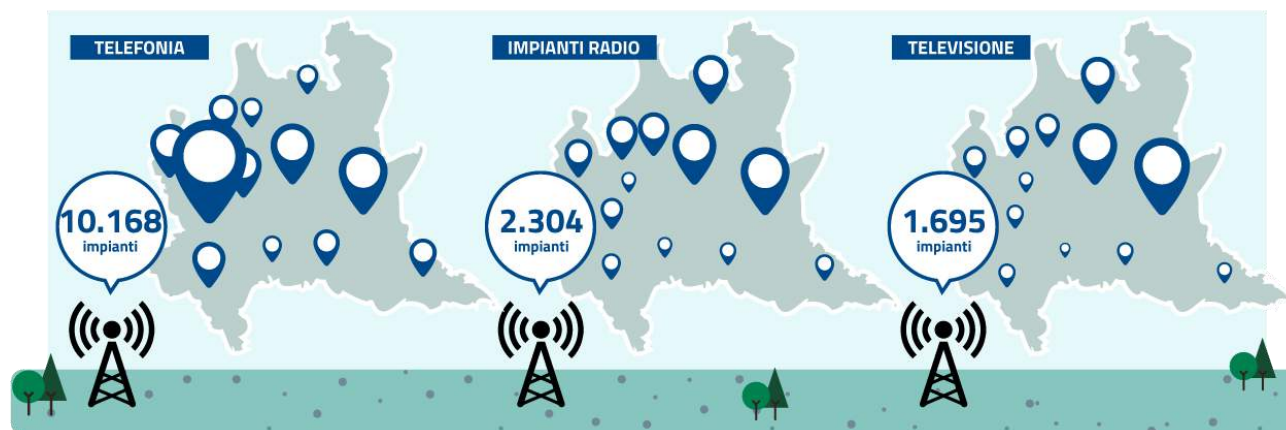 TELEFONIA
10.168
impianti
IMPIANTI RADIO
2.304
impianti
TELEVISIONE
1.695
impianti